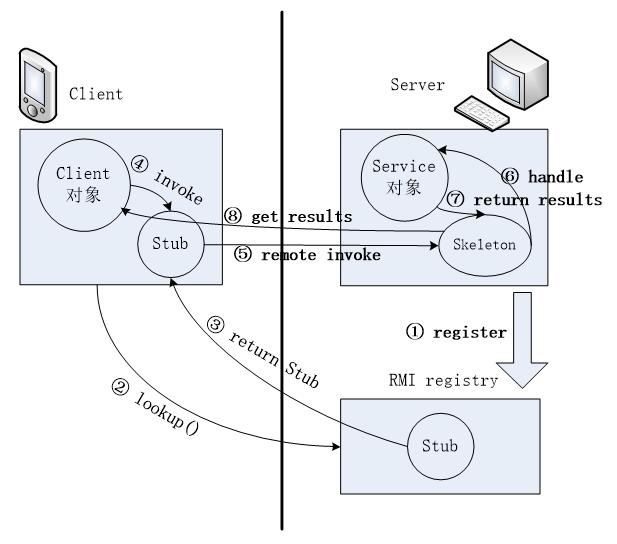 Client
Server
Client
对象
④ invoke
Stub
Service
对象
⑥ handle
⑦ return results
Skeleton
⑧ get results
⑤ remote invoke
① register
③ return Stub
② lookup()
RMI registry
Stub